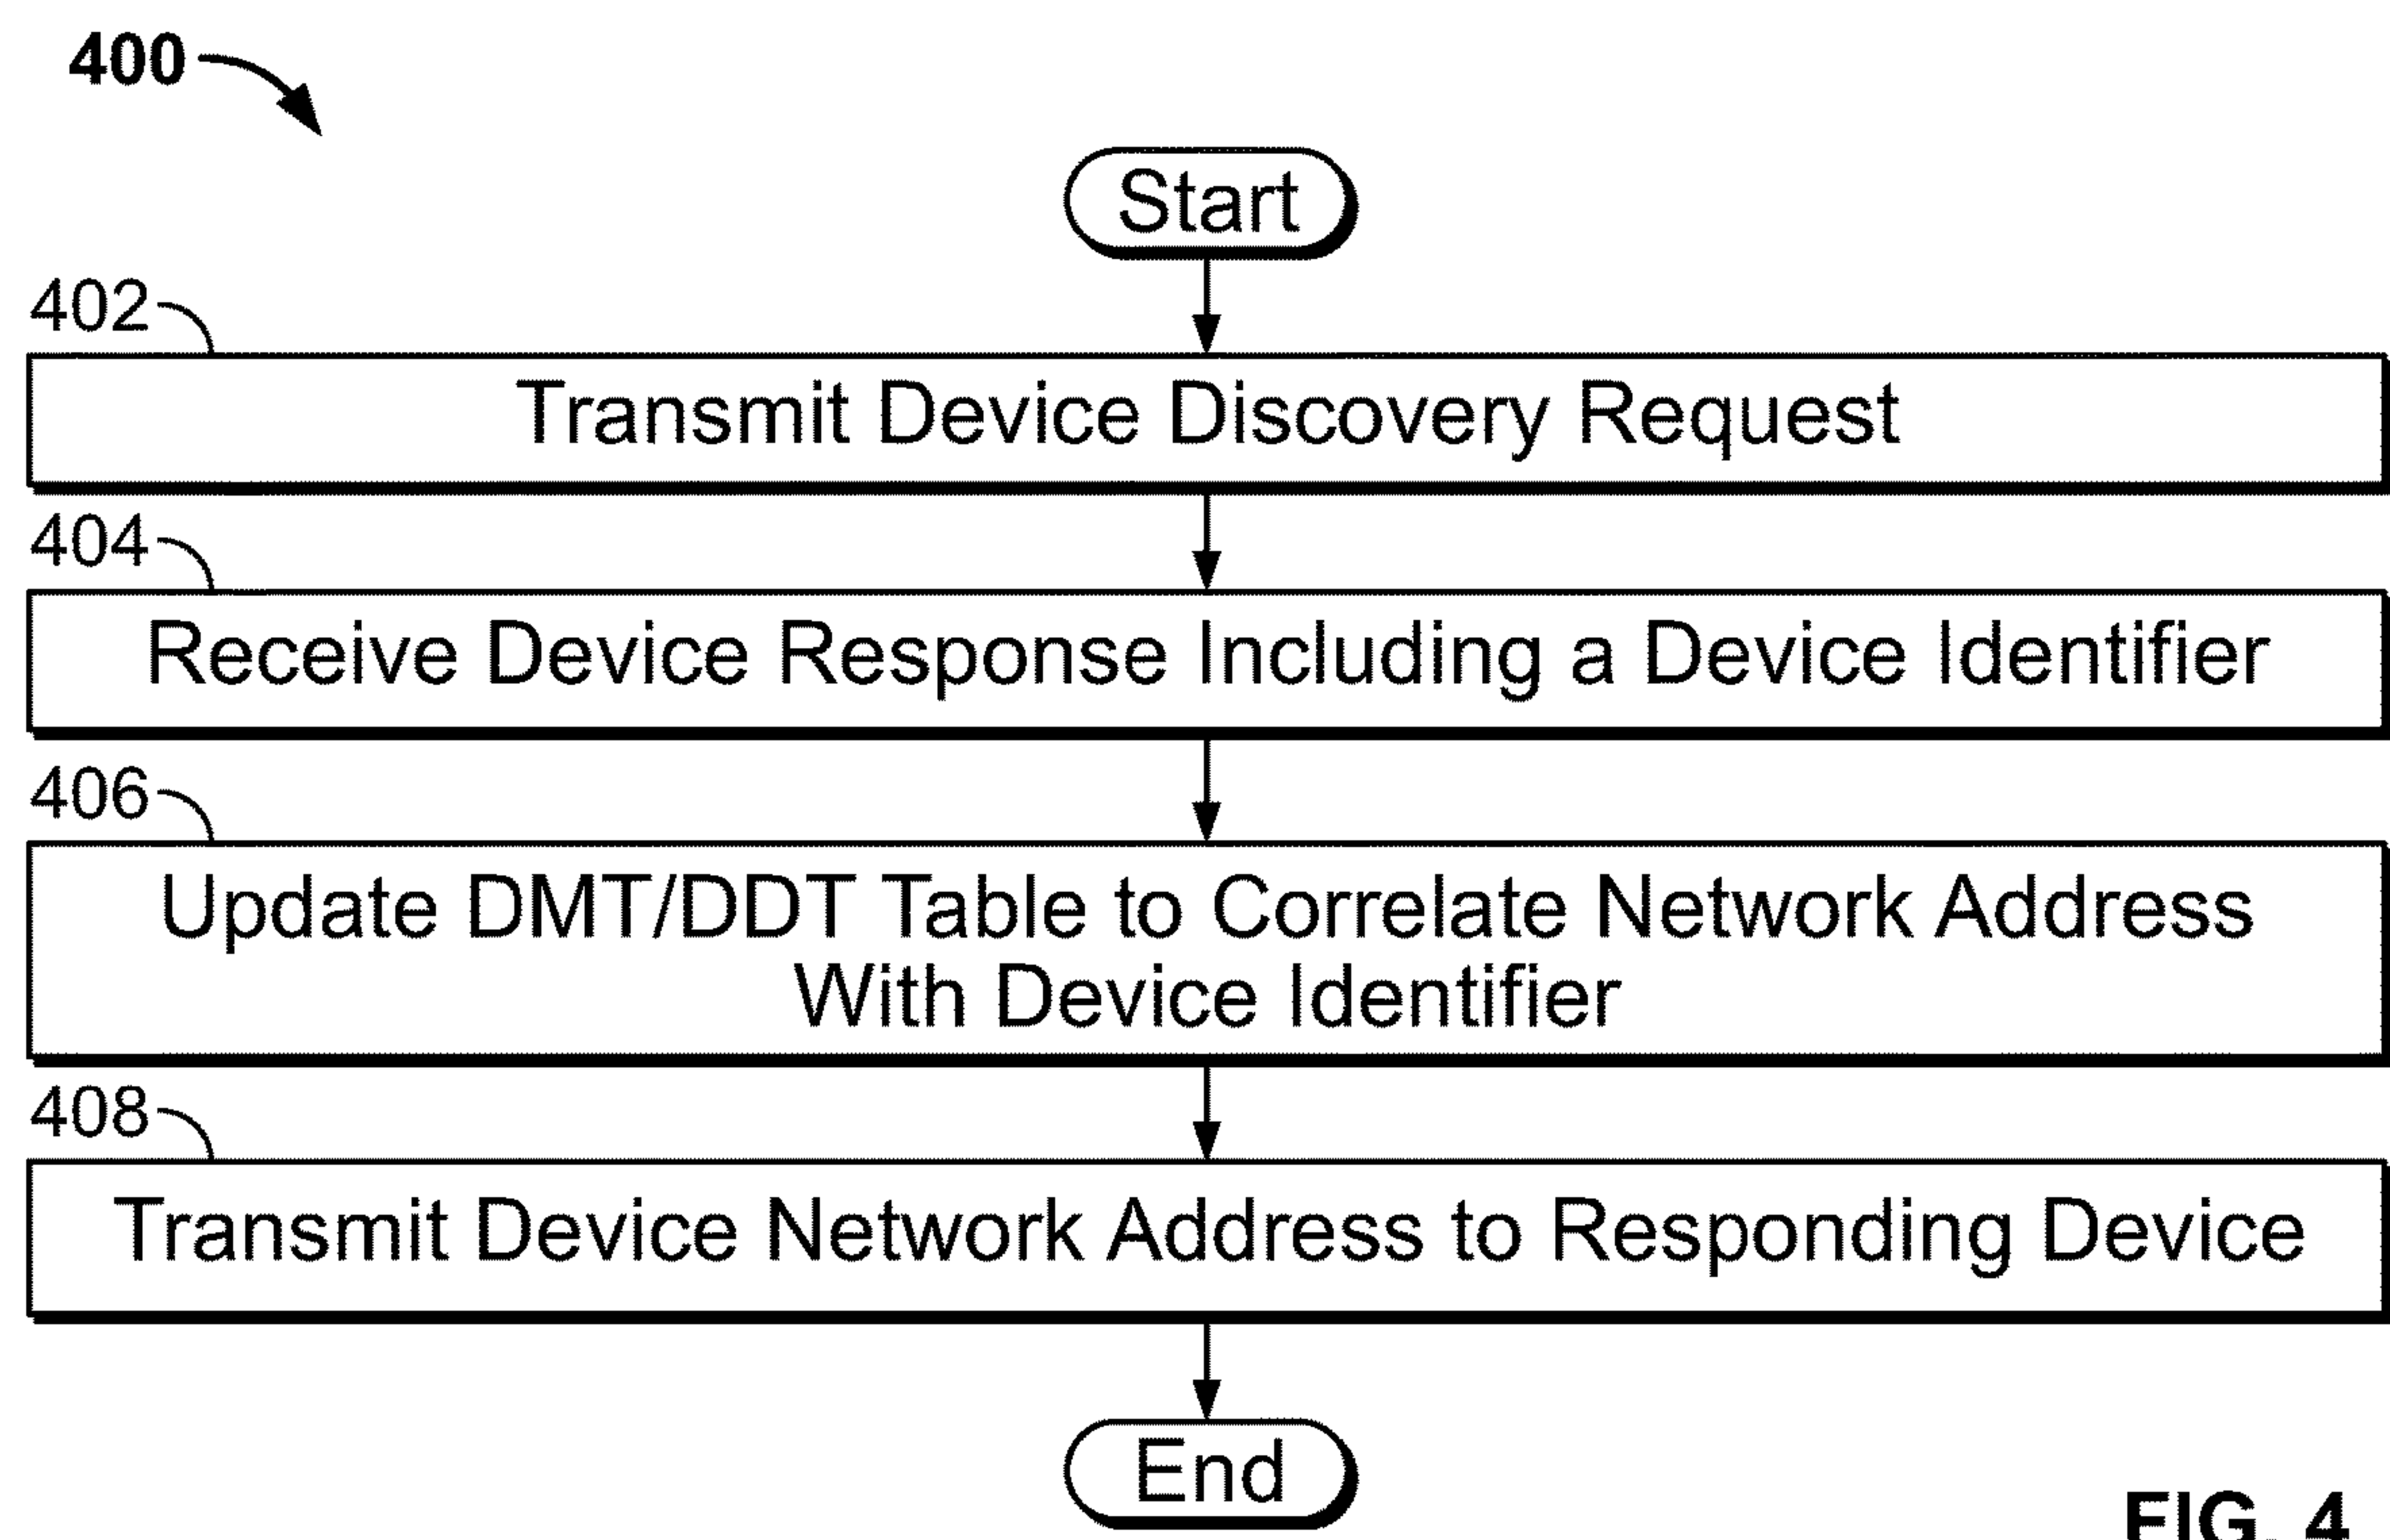 400
Start
402
Transmit Device Discovery Request
404
Receive Device Response Including a Device Identifier
406
Update DMT/DDT Table to Correlate Network Address
With Device Identifier
408
Transmit Device Network Address to Responding Device
End
FIG. 4